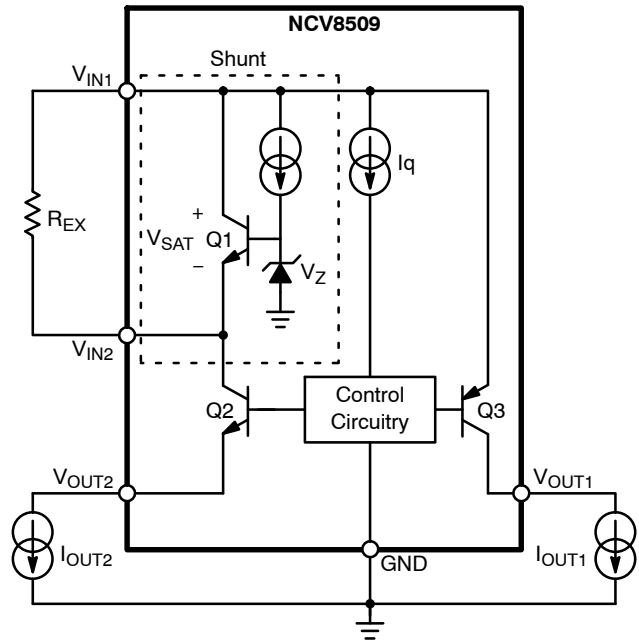 NCV8509
Shunt
VIN1
Iq
REX
+
VSAT
Q1
−
VZ
VIN2
Control
Circuitry
Q2
Q3
VOUT2
VOUT1
IOUT2
GND
IOUT1